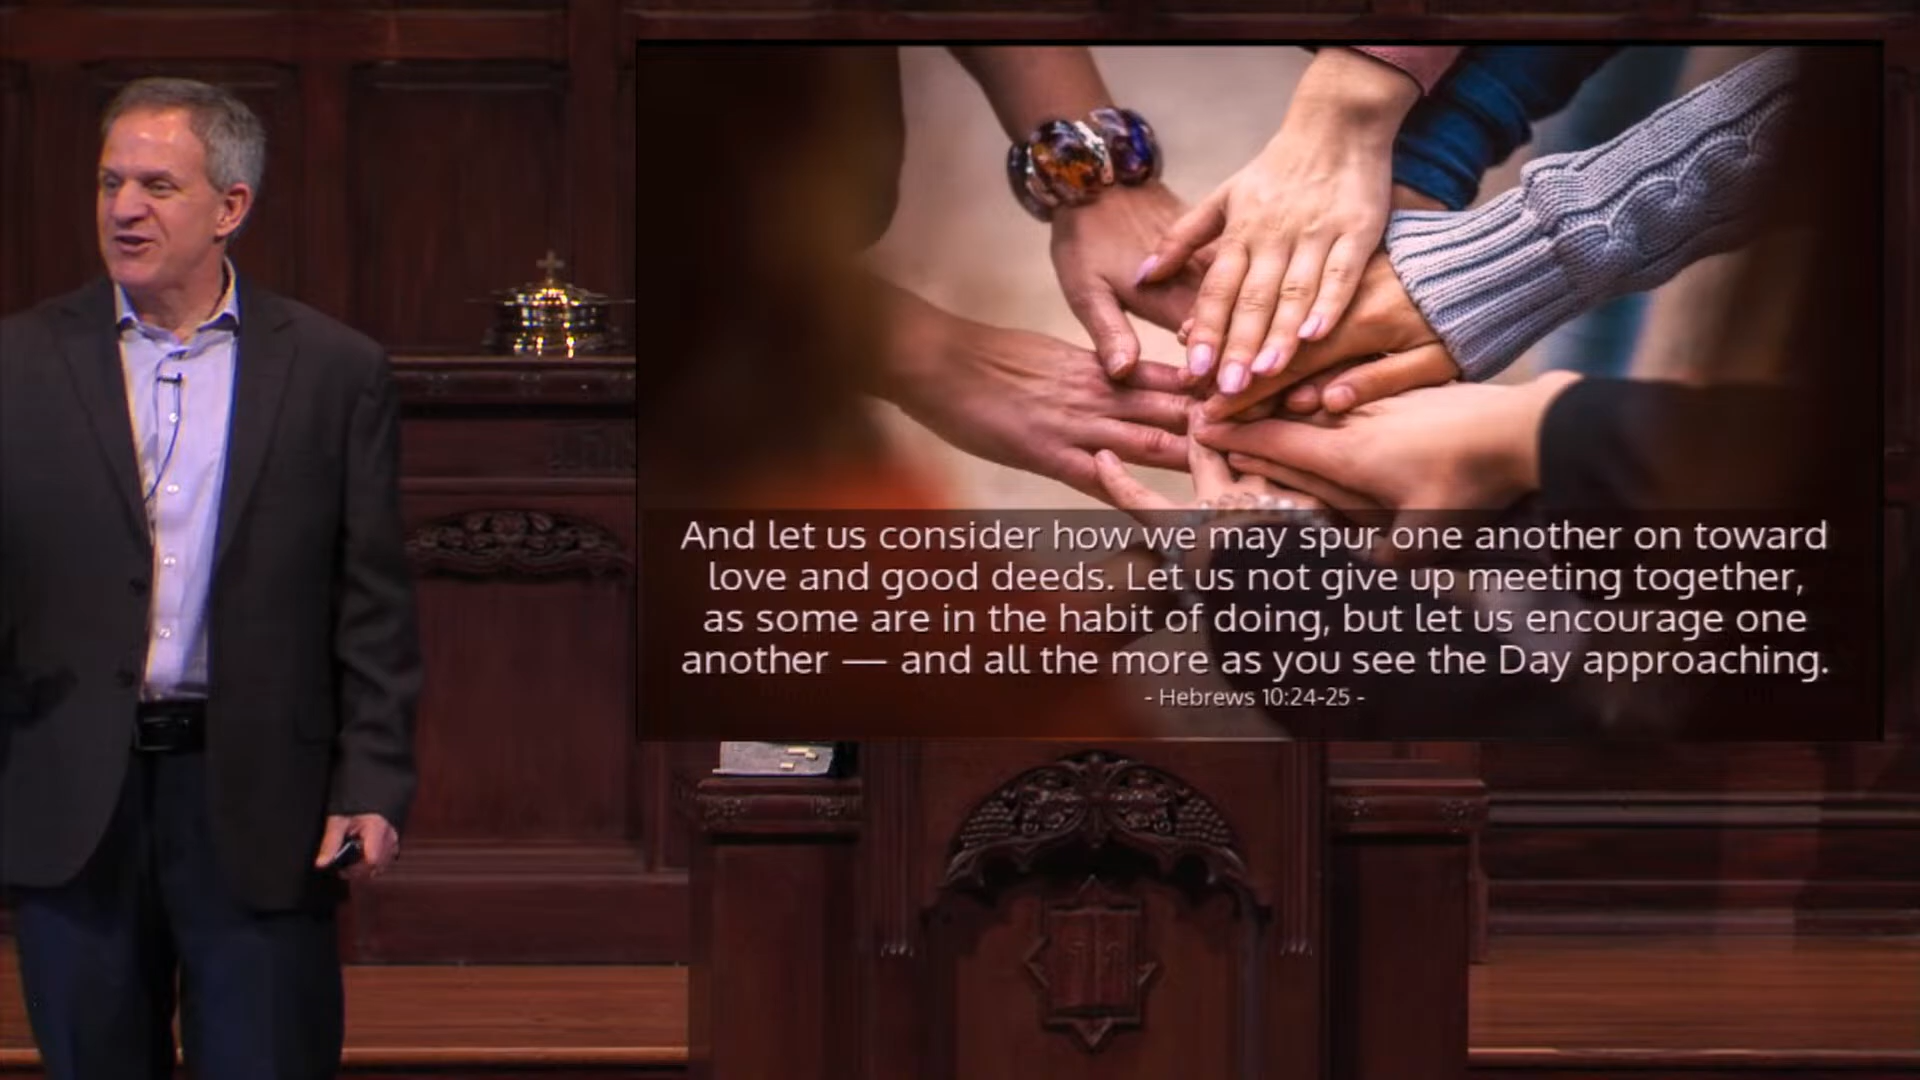 And let us consider how we may spur one another on toward
love and good deeds. Let us not give up meeting together,
as some are in the habit of doing, but let us encourage one
another — and all the more as you see the Day approaching.
- Hebrews 10:24-25 -